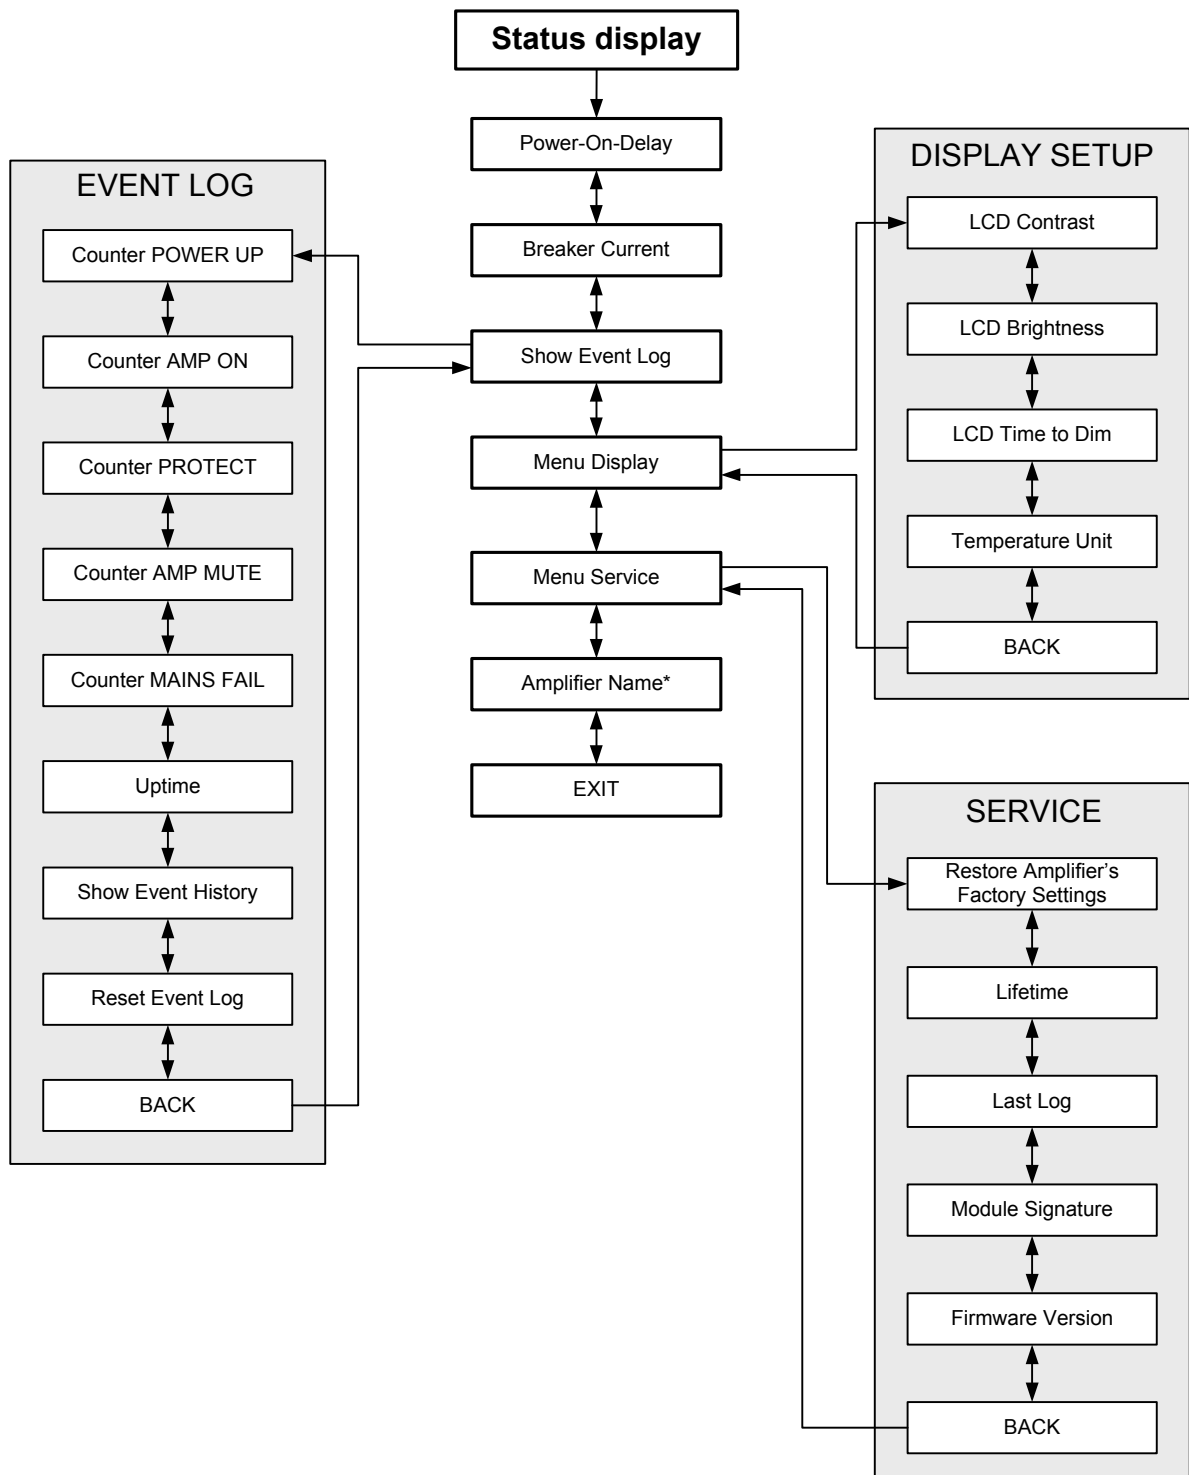 Status display
Power-On-Delay
Breaker Current
Show Event Log
Menu Display
Menu Service
Amplifier Name*
EXIT
EVENT LOG
Counter POWER UP
Counter AMP ON
Counter PROTECT
Counter AMP MUTE
Counter MAINS FAIL
Uptime
Show Event History
Reset Event Log
BACK
DISPLAY SETUP
LCD Contrast
LCD Brightness
LCD Time to Dim
Temperature Unit
BACK
SERVICE
Restore Amplifier's
Factory Settings
Lifetime
Last Log
Module Signature
Firmware Version
BACK